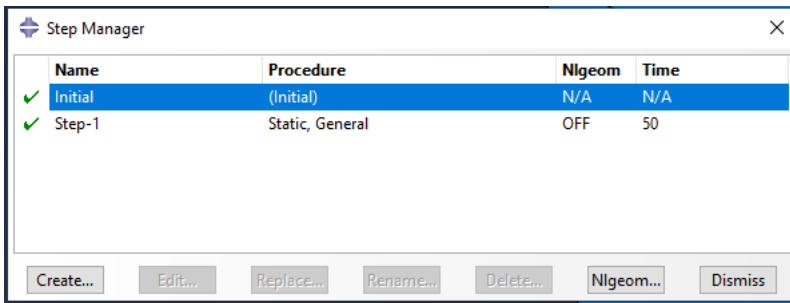 Step Manager
Name Procedure Nlgeom Time
Initial (Initial) N/A N/A
Step-1 Static, General OFF 50
Create... Edit... Replace... Rename... Delete... Nlgeom... Dismiss